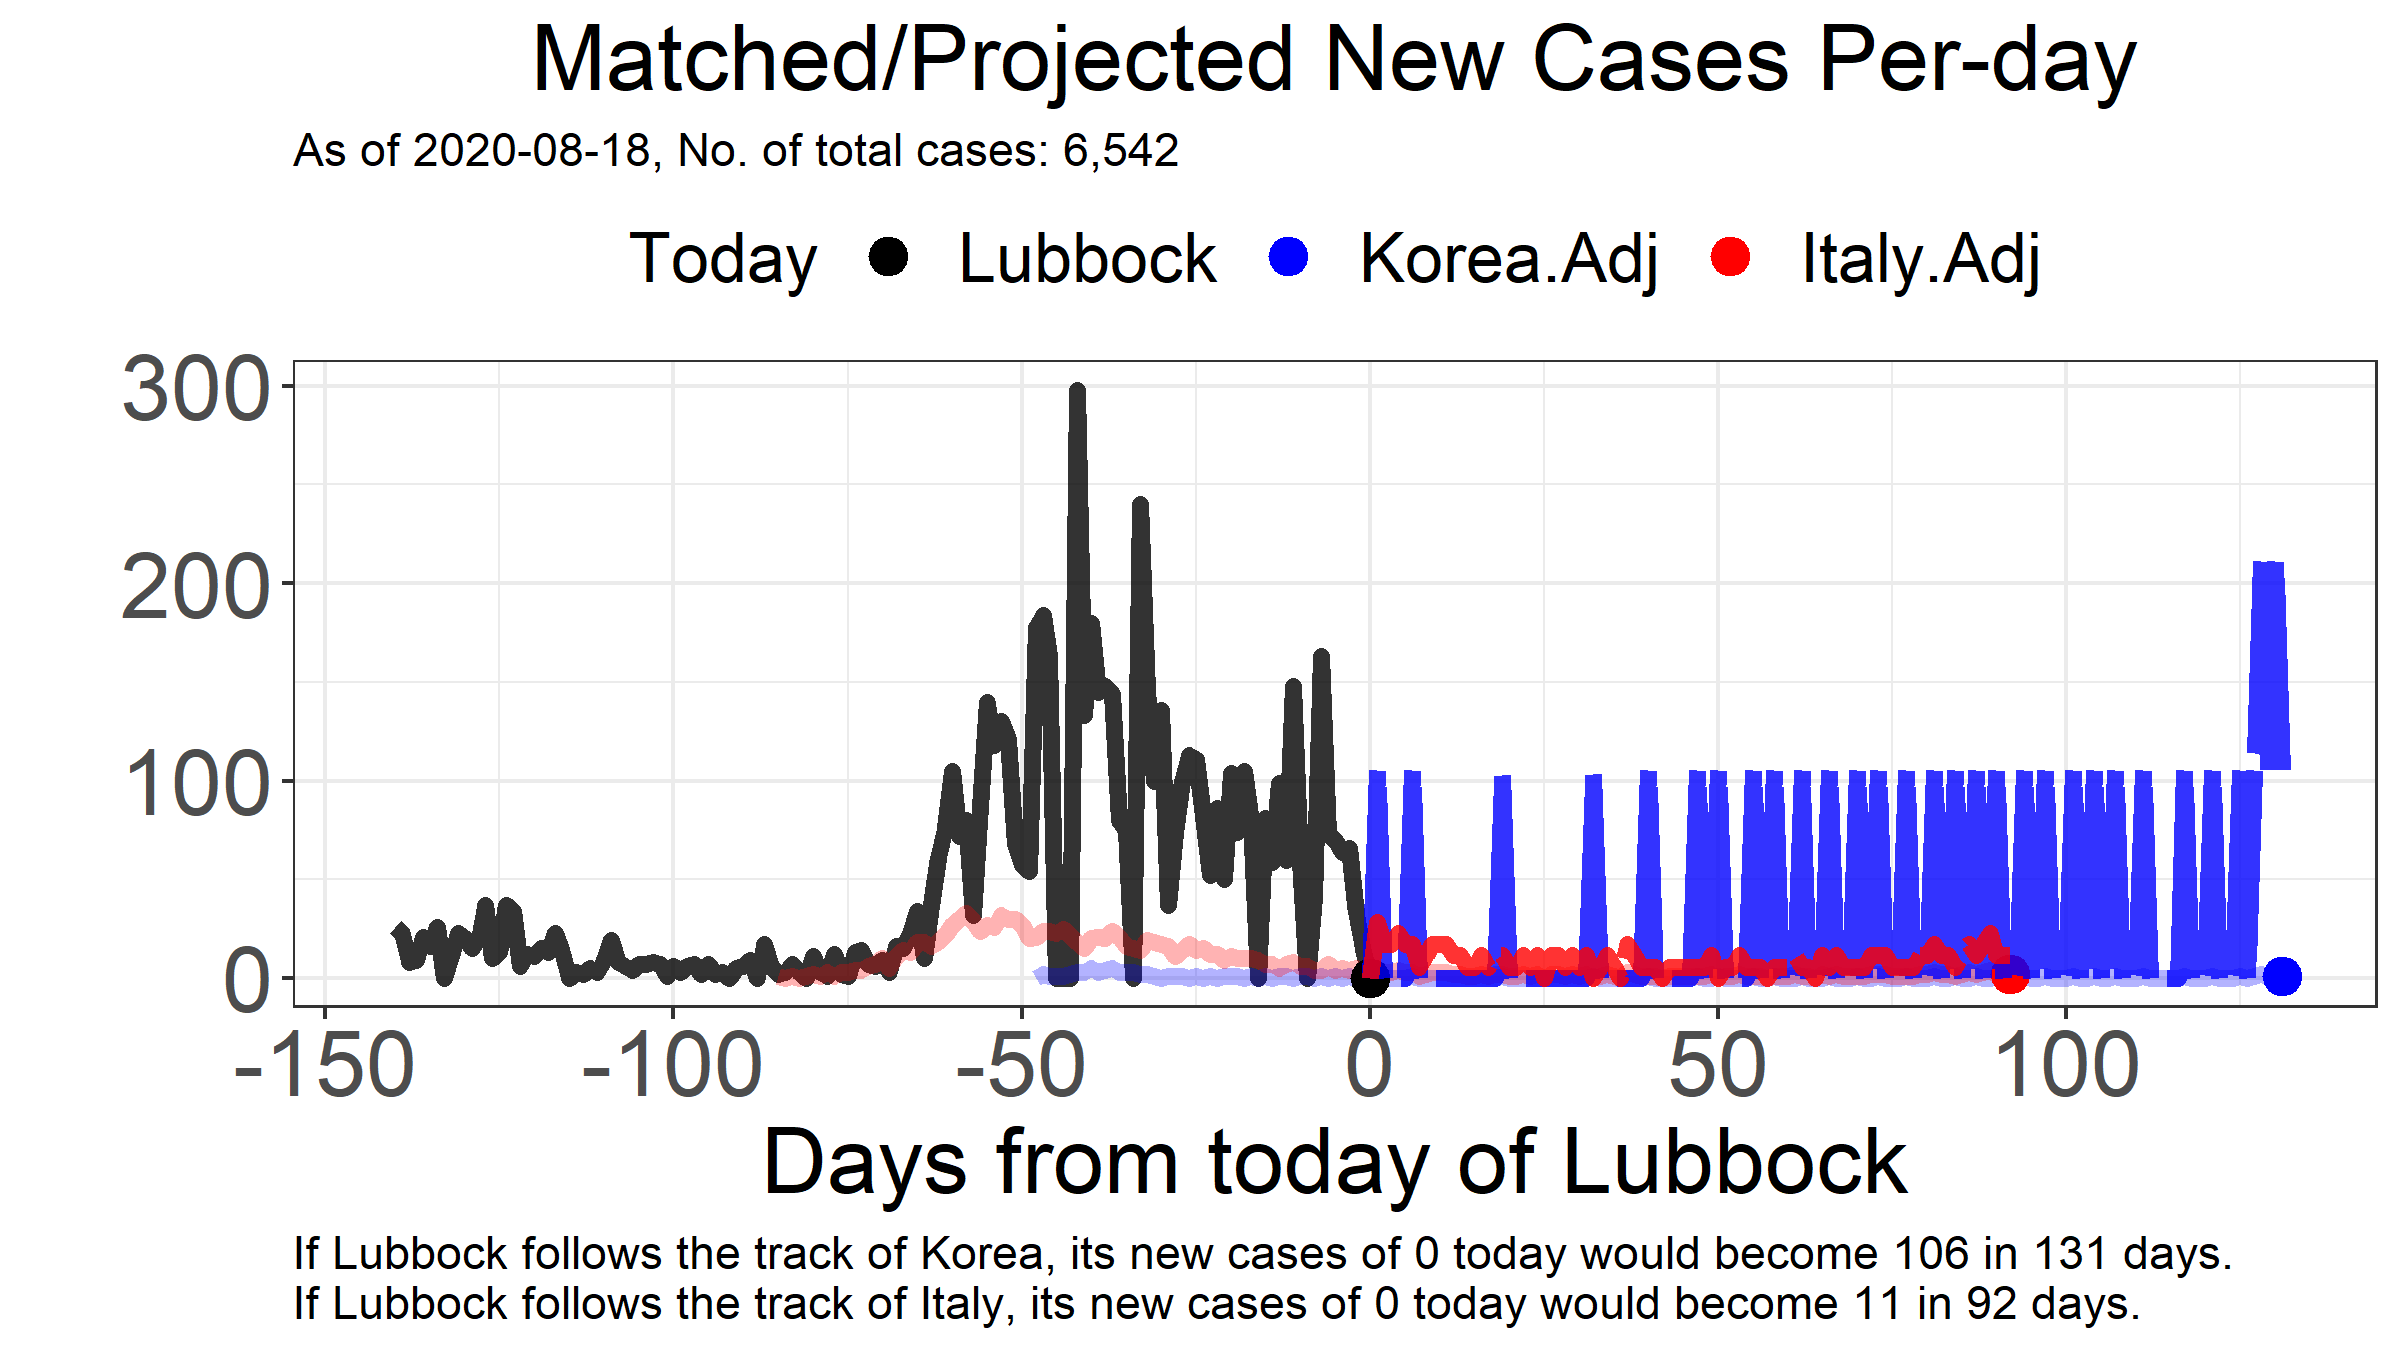 Matched/Projected New Cases Per-day
As of 2020-08-18, No. of total cases: 6,542
Today Lubbock Korea.Adj Italy.Adj
300
200
100
0
-150 -100 -50 0 50 100
Days from today of Lubbock
If Lubbock follows the track of Korea, its new cases of 0 today would become 106 in 131 days.
If Lubbock follows the track of Italy, its new cases of 0 today would become 11 in 92 days.